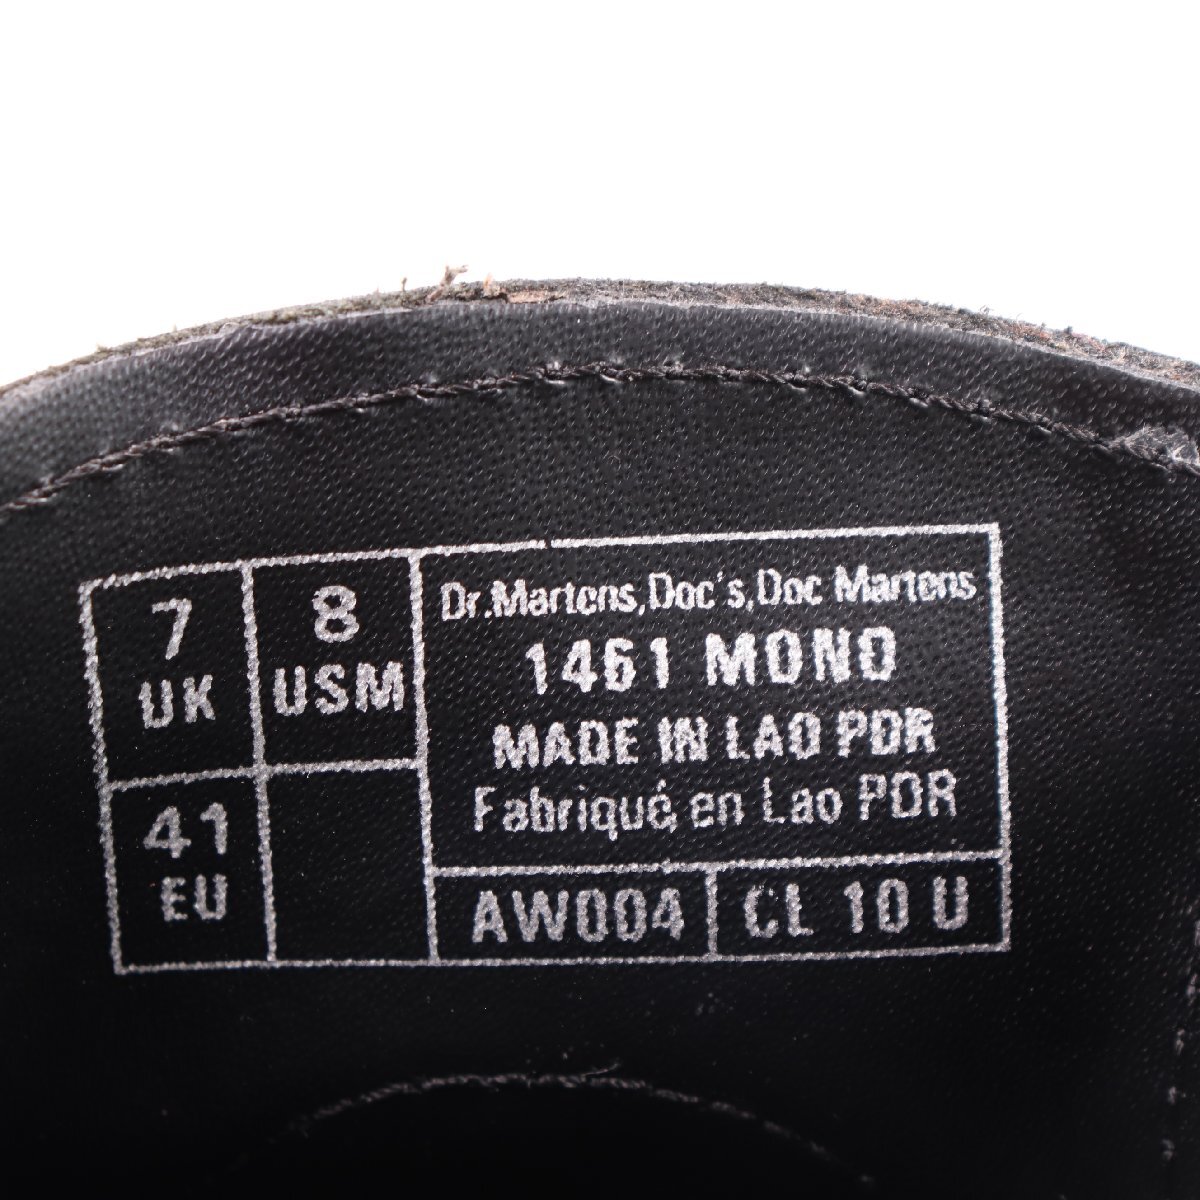 7
UK
8
USM
41
EU
Dr.Martens,Doc's,Doc Martens
1461 MONO
MADE IN LAO PDR
Fabriqué en Lao PDR
AW004
CL 10 U